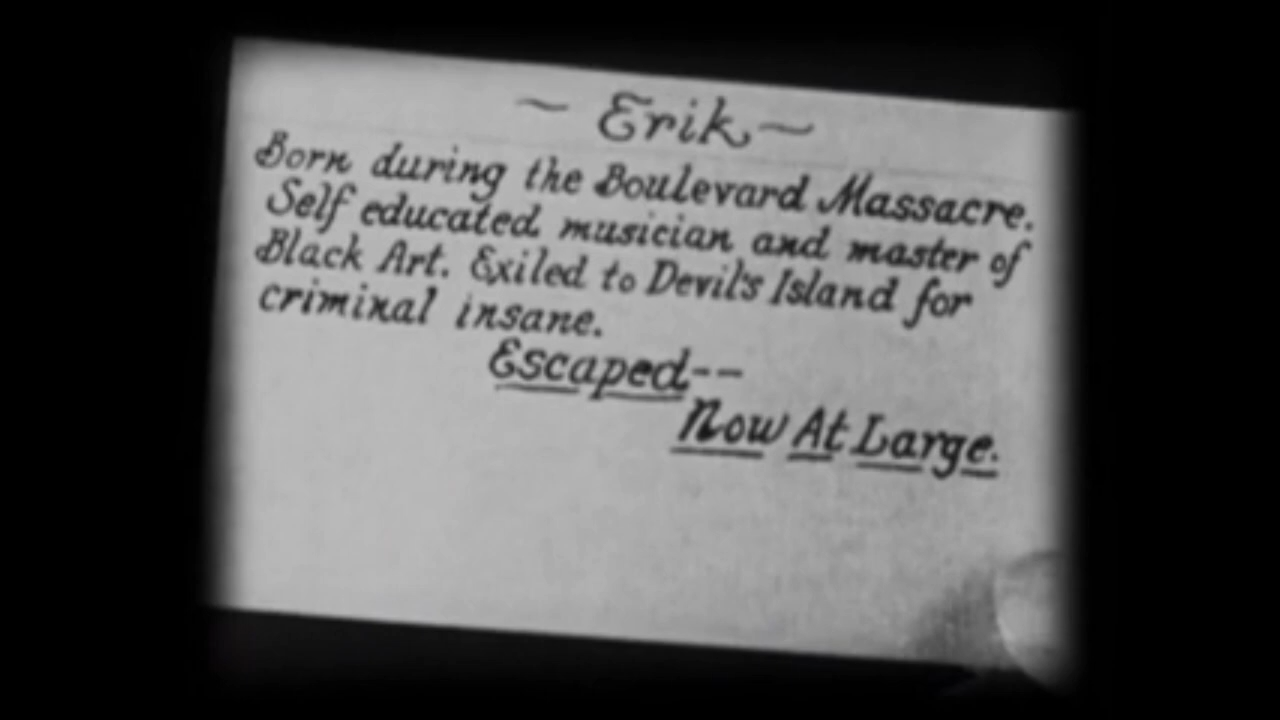 ~ Erik ~
Born during the Boulevard Massacre.
Self educated musician and master of
Black Art. Exiled to Devil's Island for
criminal insane.
Escaped--
Now At Large.